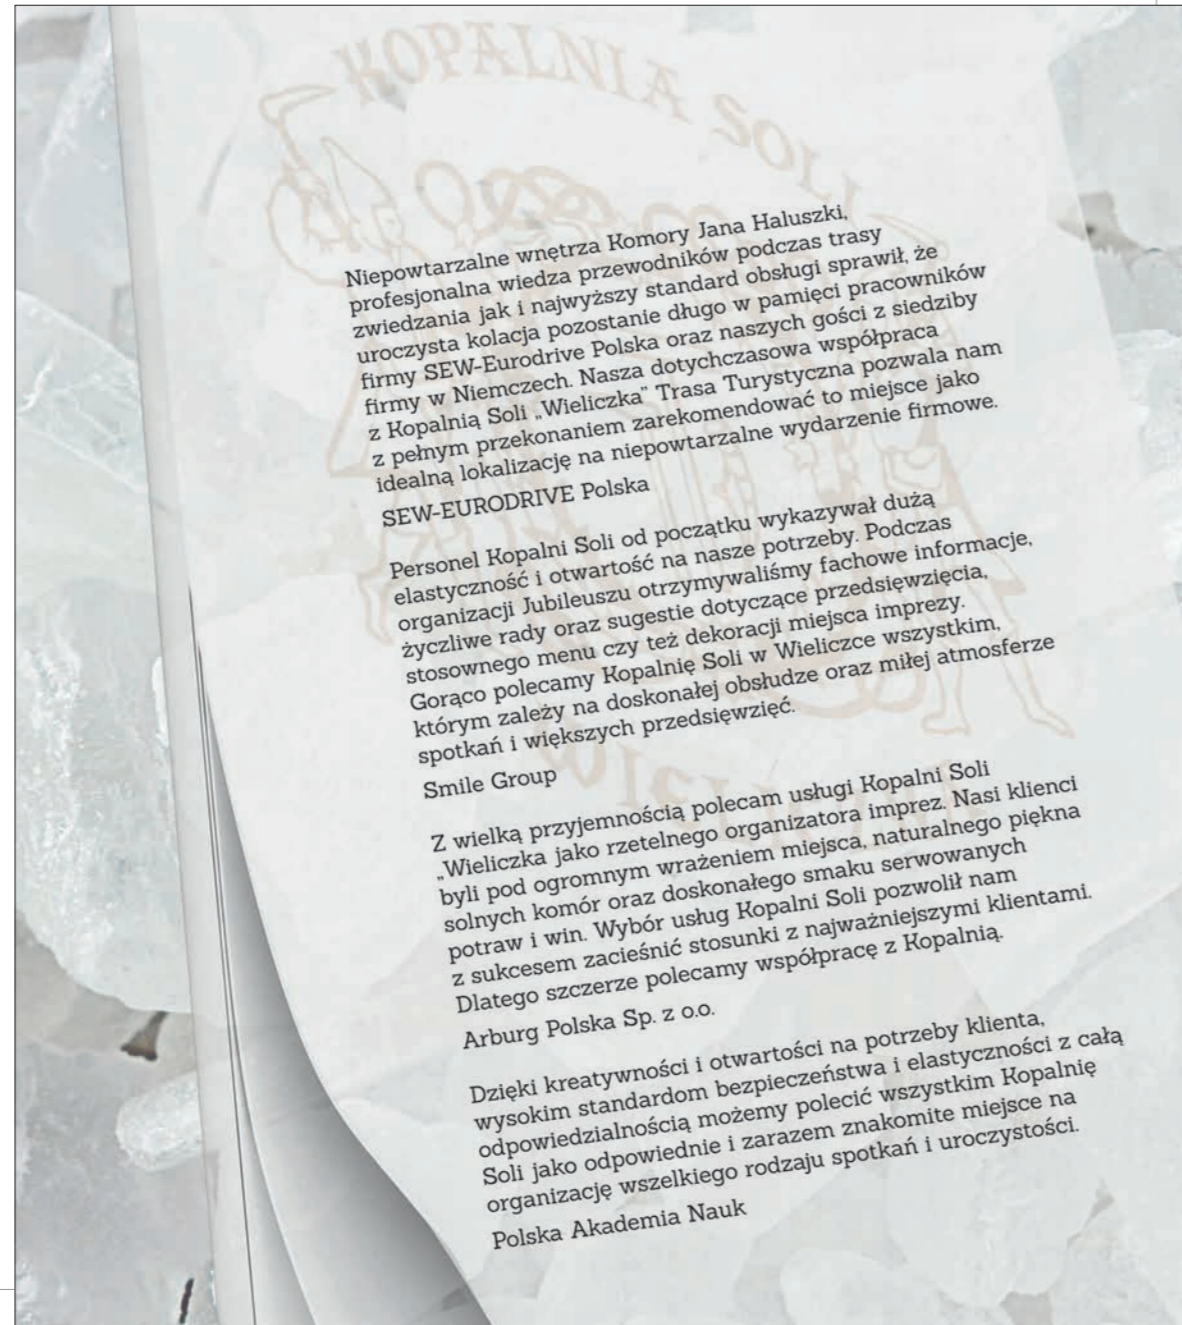 KOPALNIA SOLI
Niepowtarzalne wnętrza Komory Jana Haluszki,
profesjonalna wiedza przewodników podczas trasy
zwiedzania jak i najwyższy standard obsługi sprawił, że
uroczysta kolacja pozostanie długo w pamięci pracowników
firmy SEW-Eurodrive Polska oraz naszych gości z siedziby
firmy w Niemczech. Nasza dotychczasowa współpraca
z Kopalnią Soli „Wieliczka” Trasa Turystyczna pozwala nam
z pełnym przekonaniem zarekomendować to miejsce jako
idealną lokalizację na niepowtarzalne wydarzenie firmowe.
SEW-EURODRIVE Polska
Personel Kopalni Soli od początku wykazywał dużą
elastyczność i otwartość na nasze potrzeby. Podczas
organizacji Jubileuszu otrzymywaliśmy fachowe informacje,
życzliwe rady oraz sugestie dotyczące przedsięwzięcia,
stosownego menu czy też dekoracji miejsca imprezy.
Gorąco polecamy Kopalnię Soli w Wieliczce wszystkim,
którym zależy na doskonałej obsłudze oraz miłej atmosferze
spotkań i większych przedsięwzięć.
Smile Group
Z wielką przyjemnością polecam usługi Kopalni Soli
„Wieliczka jako rzetelnego organizatora imprez. Nasi klienci
byli pod ogromnym wrażeniem miejsca, naturalnego piękna
solnych komór oraz doskonałego smaku serwowanych
potraw i win. Wybór usług Kopalni Soli pozwolił nam
z sukcesem zacieśnić stosunki z najważniejszymi klientami.
Dlatego szczerze polecamy współpracę z Kopalnią.
Arburg Polska Sp. z o.o.
Dzięki kreatywności i otwartości na potrzeby klienta,
wysokim standardom bezpieczeństwa i elastyczności z całą
odpowiedzialnością możemy polecić wszystkim Kopalnię
Soli jako odpowiednie i zarazem znakomite miejsce na
organizację wszelkiego rodzaju spotkań i uroczystości.
Polska Akademia Nauk